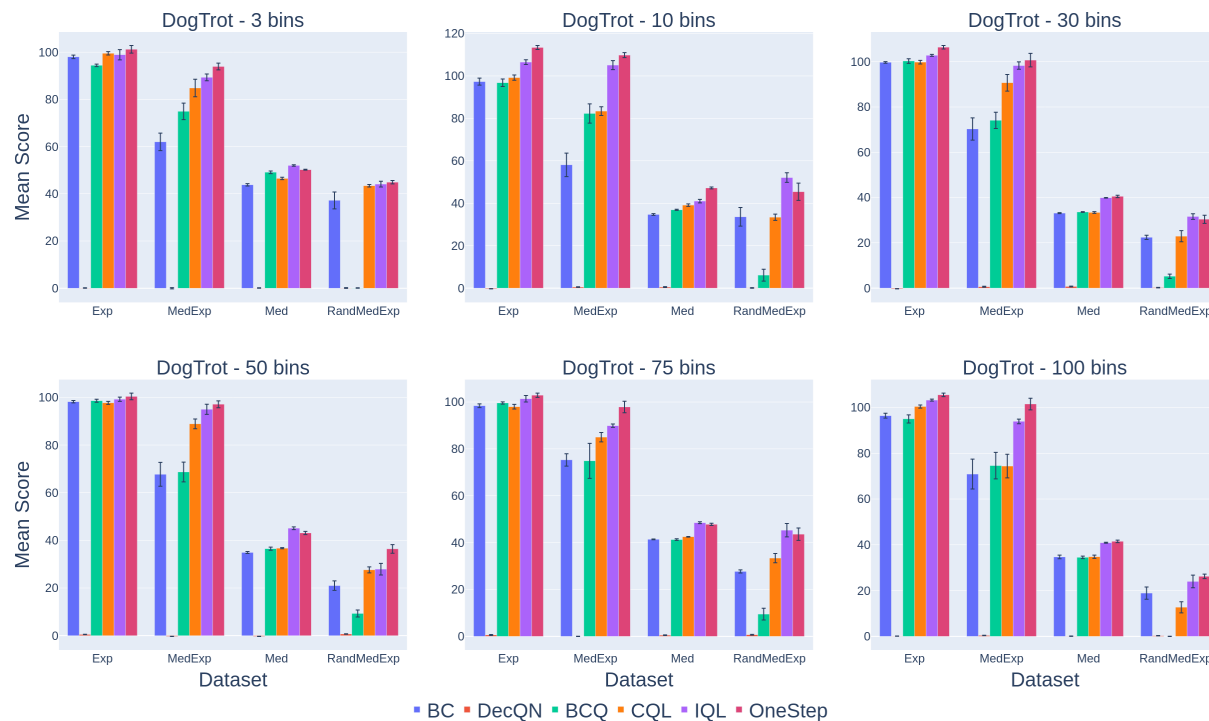 DogTrot - 3 bins
DogTrot - 10 bins
DogTrot - 30 bins
Mean Score
100
80
60
40
20
0
Exp
MedExp
Med
RandMedExp
120
100
80
60
40
20
0
Exp
MedExp
Med
RandMedExp
100
80
60
40
20
0
Exp
MedExp
Med
RandMedExp
DogTrot - 50 bins
DogTrot - 75 bins
DogTrot - 100 bins
Mean Score
100
80
60
40
20
0
Exp
MedExp
Med
RandMedExp
Dataset
100
80
60
40
20
0
Exp
MedExp
Med
RandMedExp
Dataset
100
80
60
40
20
0
Exp
MedExp
Med
RandMedExp
Dataset
BC DecQN BCQ CQL IQL OneStep